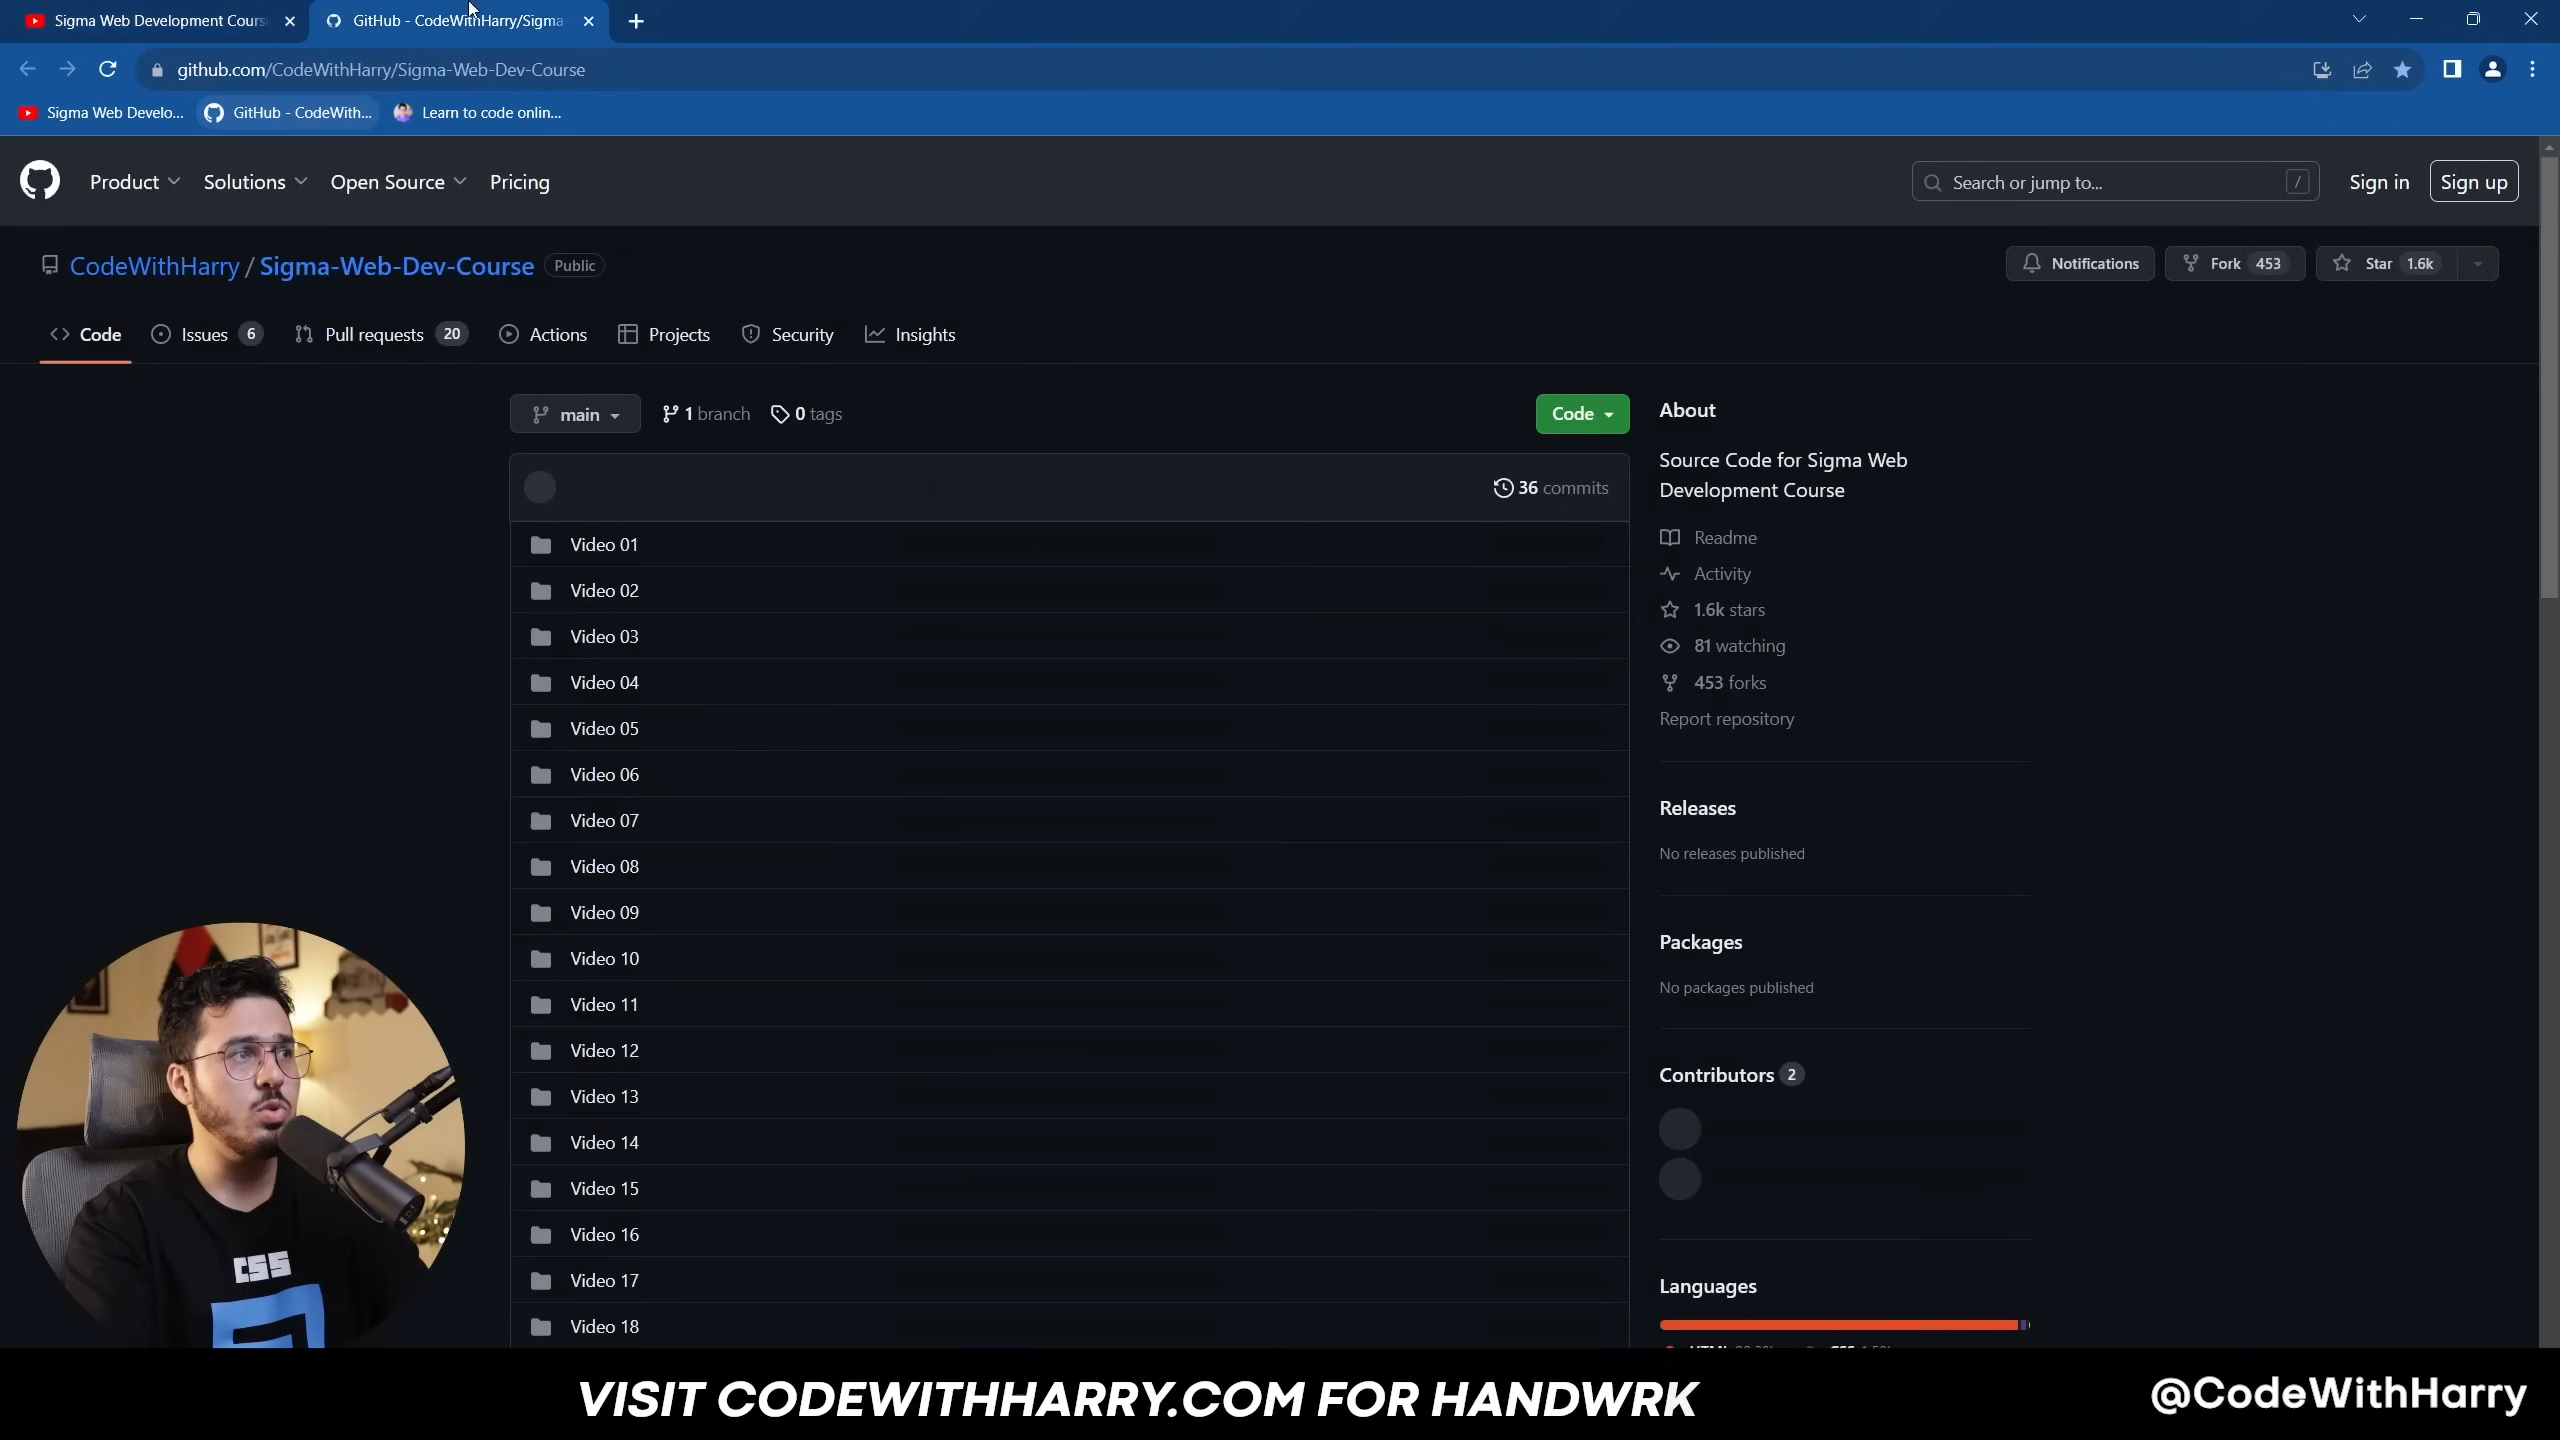 Sigma Web Development Cours
GitHub - CodeWithHarry/Sigma
github.com/CodeWithHarry/Sigma-Web-Dev-Course
Sigma Web Develo...
GitHub - CodeWith...
Learn to code onlin...
Product
Solutions
Open Source
Pricing
Search or jump to...
/
Sign in
Sign up
CodeWithHarry / Sigma-Web-Dev-Course
Public
Notifications
Fork 453
Star 1.6k
Code
Issues 6
Pull requests 20
Actions
Projects
Security
Insights
main
1 branch
0 tags
Code
36 commits
Video 01
Video 02
Video 03
Video 04
Video 05
Video 06
Video 07
Video 08
Video 09
Video 10
Video 11
Video 12
Video 13
Video 14
Video 15
Video 16
Video 17
Video 18
About
Source Code for Sigma Web
Development Course
Readme
Activity
1.6k stars
81 watching
453 forks
Report repository
Releases
No releases published
Packages
No packages published
Contributors 2
Languages
CSS
VISIT CODEWITHHARRY.COM FOR HANDWRK
@CodeWithHarry